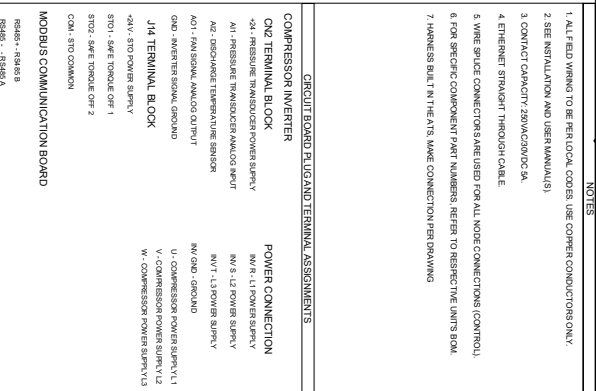 NOTES
1. ALL FIELD WIRING TO BE PER LOCAL CODES. USE COPPER CONDUCTORS ONLY.
2. SEE INSTALLATION AND USER MANUAL(S).
3. CONTACT CAPACITY: 250VAC/30VDC 5A.
4. ETHERNET STRAIGHT THROUGH CABLE.
5. WIRE SPLICE CONNECTORS ARE USED FOR ALL NODE CONNECTIONS (CONTROL).
6. FOR SPECIFIC COMPONENT PART NUMBERS, REFER TO RESPECTIVE UNITS BOM.
7. HARNESS BUILT IN THE ATS, MAKE CONNECTION PER DRAWING
CIRCUIT BOARD PLUG AND TERMINAL ASSIGNMENTS
COMPRESSOR INVERTER
CN2 TERMINAL BLOCK
+24 - PRESSURE TRANSDUCER POWER SUPPLY
AI1 - PRESSURE TRANSDUCER ANALOG INPUT
AI2 - DISCHARGE TEMPERATURE SENSOR
AO1 - FAN SIGNAL ANALOG OUTPUT
GND - INVERTER SIGNAL GROUND
J14 TERMINAL BLOCK
+24V - STO POWER SUPPLY
STO1 - SAFE TORQUE OFF 1
STO2 - SAFE TORQUE OFF 2
COM - STO COMMON
MODBUS COMMUNICATION BOARD
RS485 + - RS485 B
RS485 - - RS485 A
POWER CONNECTION
INV R - L1 POWER SUPPLY
INV S - L2 POWER SUPPLY
INV T - L3 POWER SUPPLY
INV GND - GROUND
U - COMPRESSOR POWER SUPPLY L1
V - COMPRESSOR POWER SUPPLY L2
W - COMPRESSOR POWER SUPPLY L3